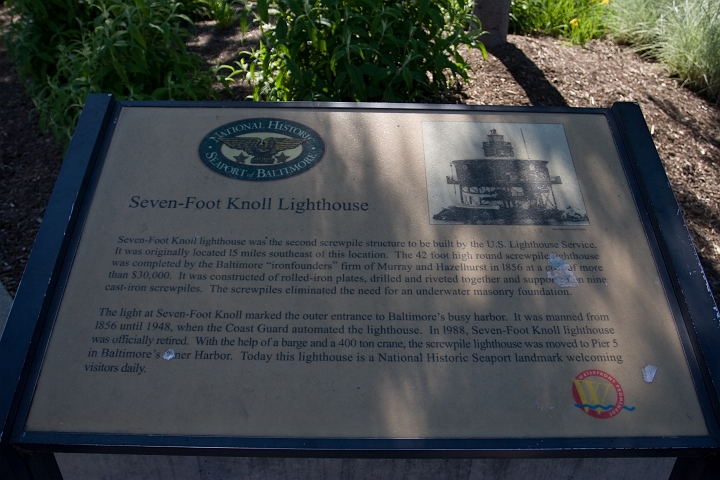 NATIONAL HISTORIC
SEAPORT of BALTIMORE
Seven-Foot Knoll Lighthouse
Seven-Foot Knoll lighthouse was the second screwpile structure to be built by the U.S. Lighthouse Service.
It was originally located 15 miles southeast of this location. The 42 foot high round screwpile lighthouse
was completed by the Baltimore "ironfounders" firm of Murray and Hazelhurst in 1856 at a cost of more
than $30,000. It was constructed of rolled-iron plates, drilled and riveted together and supported on nine
cast-iron screwpiles. The screwpiles eliminated the need for an underwater masonry foundation.
The light at Seven-Foot Knoll marked the outer entrance to Baltimore's busy harbor. It was manned from
1856 until 1948, when the Coast Guard automated the lighthouse. In 1988, Seven-Foot Knoll lighthouse
was officially retired. With the help of a barge and a 400 ton crane, the screwpile lighthouse was moved to Pier 5
in Baltimore's Inner Harbor. Today this lighthouse is a National Historic Seaport landmark welcoming
visitors daily.
WATERFRONT
W